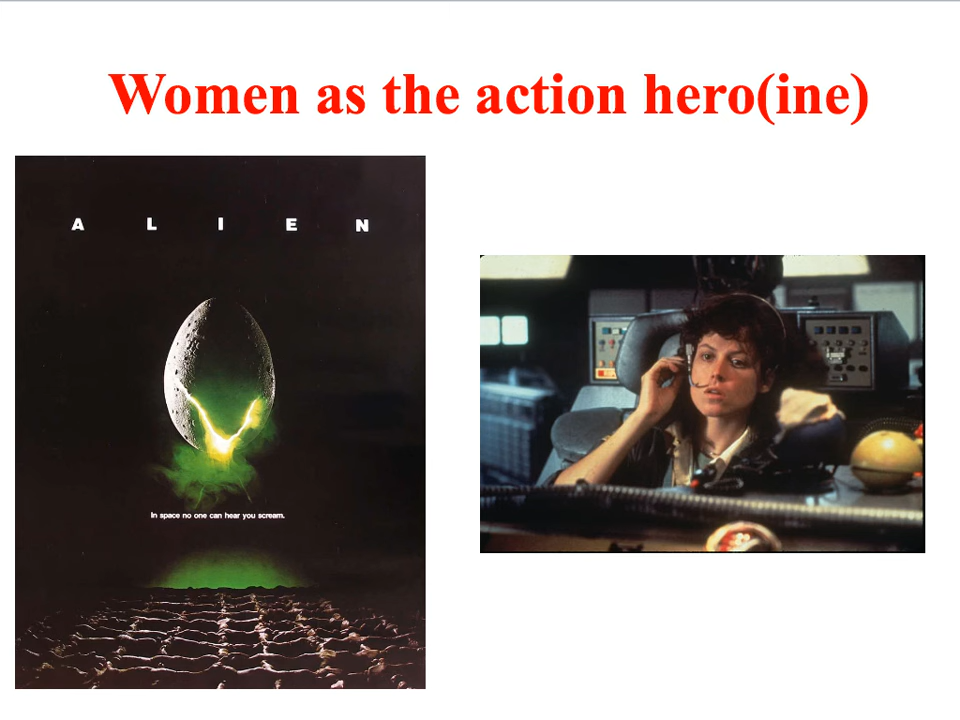 Women as the action hero(ine)
A L I E N
In space no one can hear you scream.